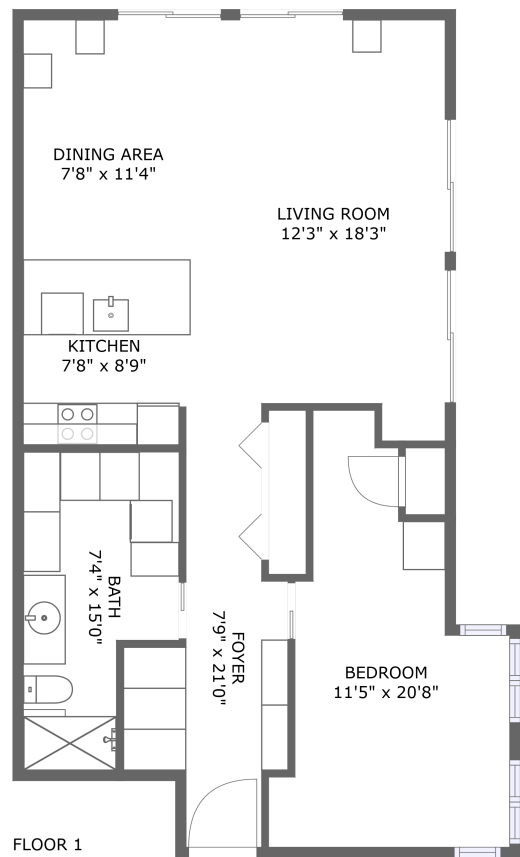 DINING AREA
7'8" x 11'4"
LIVING ROOM
12'3" x 18'3"
KITCHEN
7'8" x 8'9"
BATH
7'4" x 15'0"
FOYER
7'9" x 21'0"
BEDROOM
11'5" x 20'8"
FLOOR 1